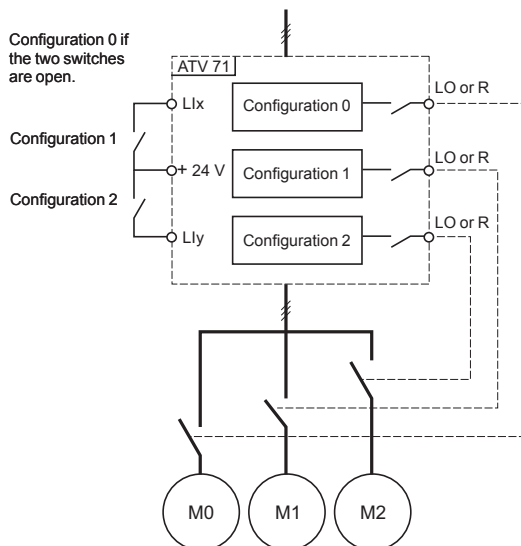 Configuration 0 if
the two switches
are open.
ATV 71
LIx
Configuration 0
LO or R
Configuration 1
+ 24 V
Configuration 1
LO or R
Configuration 2
LIy
Configuration 2
LO or R
M0
M1
M2